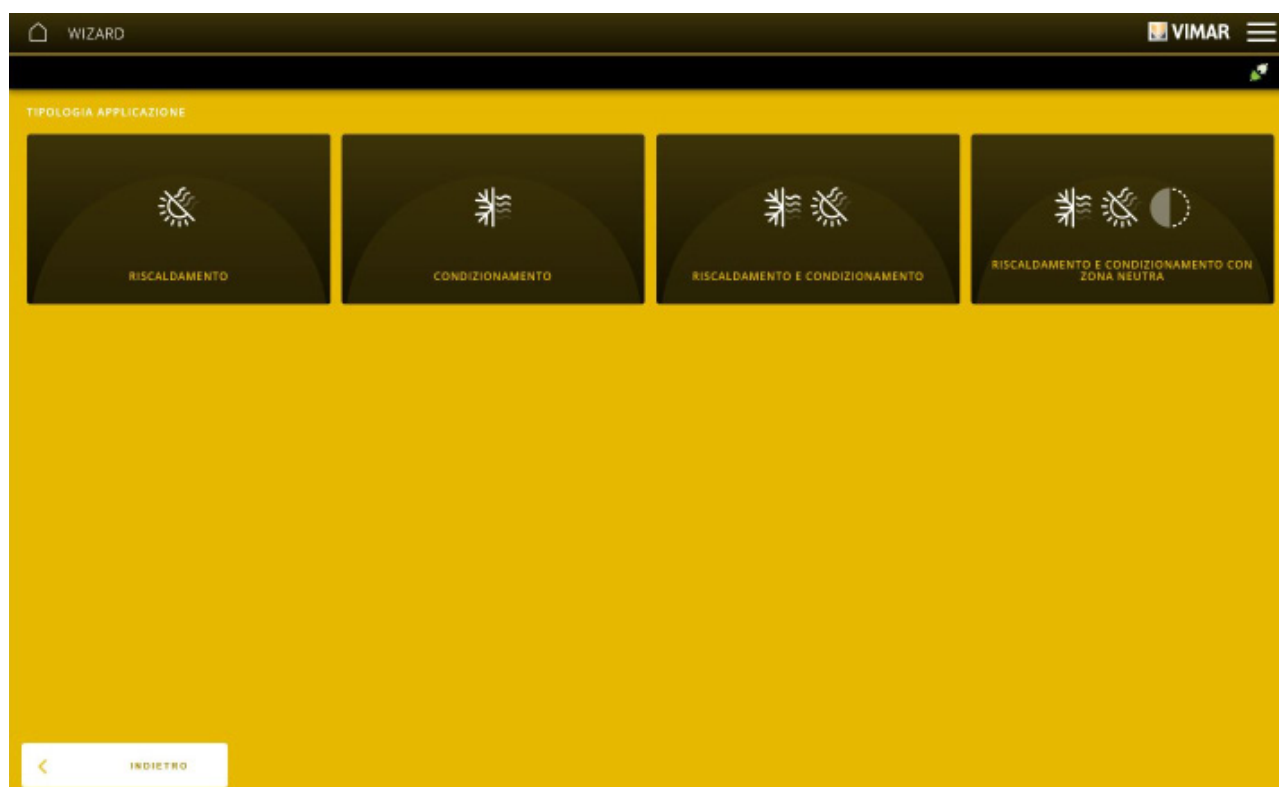 WIZARD
VIMAR
TIPOLOGIA APPLICAZIONE
RISCALDAMENTO
CONDIZIONAMENTO
RISCALDAMENTO E CONDIZIONAMENTO
RISCALDAMENTO E CONDIZIONAMENTO CON
ZONA NEUTRA
INDIETRO